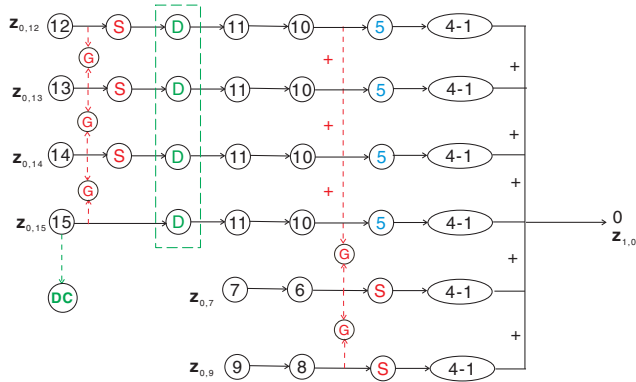 z0,12 12 S D 11 10 5 4-1
G + +
z0,13 13 S D 11 10 5 4-1
G + +
z0,14 14 S D 11 10 5 4-1
G + +
z0,15 15 D 11 10 5 4-1 0
z1,0
G +
DC z0,7 7 6 S 4-1
G +
z0,9 9 8 S 4-1